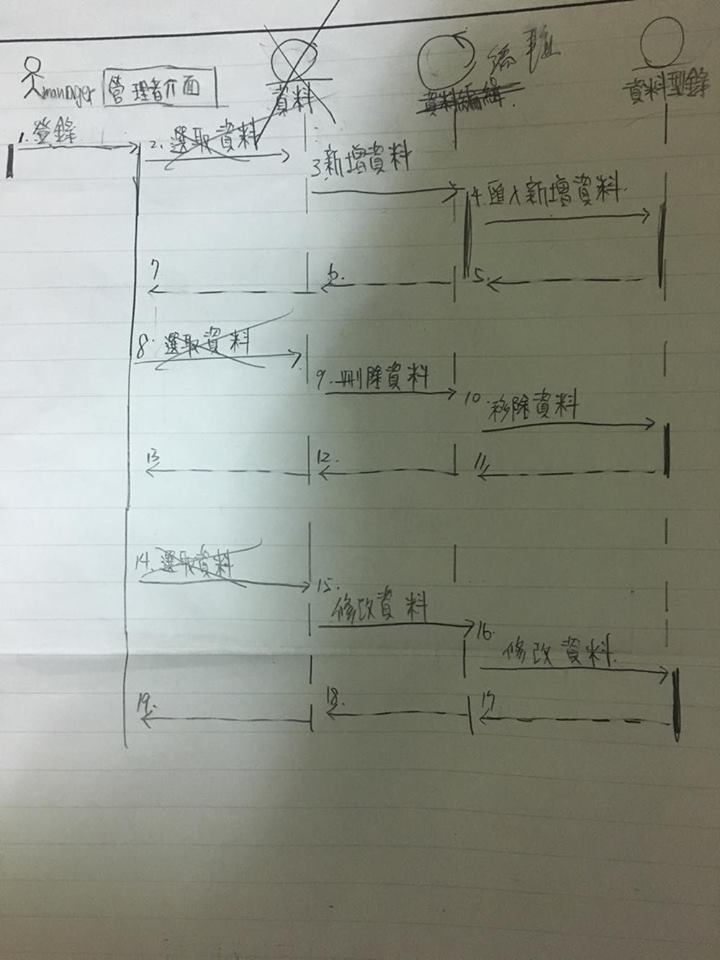 manager 管理者介面 資料 資料編輯 資料型錄
1. 登錄
2. 選取資料
3. 新增資料
4. 匯入新增資料.
7 6. 5.
8. 選取資料
9. 刪除資料
10. 移除資料
13 12. 11.
14. 選取資料
15. 修改資料
16. 修改資料.
19. 18. 17